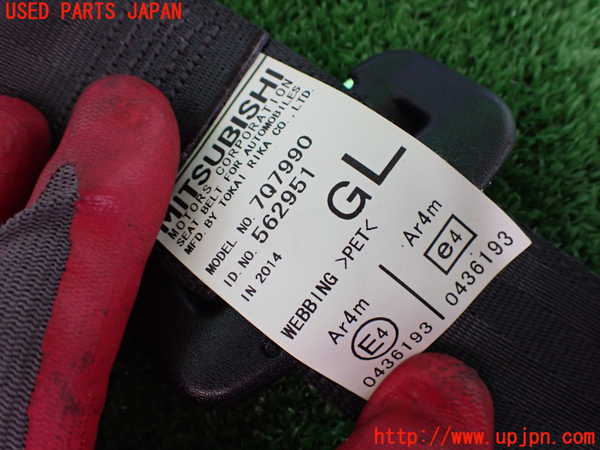 USED PARTS JAPAN
MITSUBISHI
MOTORS CORPORATION
SEAT BELT FOR AUTOMOBILES
MFD. BY TOKAI RIKA CO., LTD.
MODEL NO. 7Q7990
ID. NO. 562951
IN 2014
GL
WEBBING >PET<
Ar4m
E4
0436193
Ar4m
e4
0436193
http://www.upjpn.com/